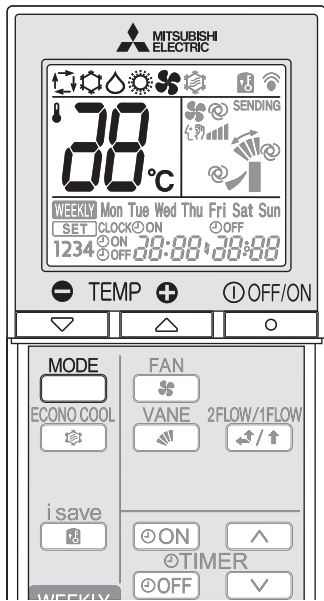 MITSUBISHI
ELECTRIC
SENDING
88°C
WEEKLY Mon Tue Wed Thu Fri Sat Sun
SET CLOCK ON OFF
1234 ON OFF 88:88 88:88
TEMP OFF/ON
MODE FAN
ECONO COOL VANE 2FLOW/1FLOW
i save
ON
TIMER
OFF
WEEKLY